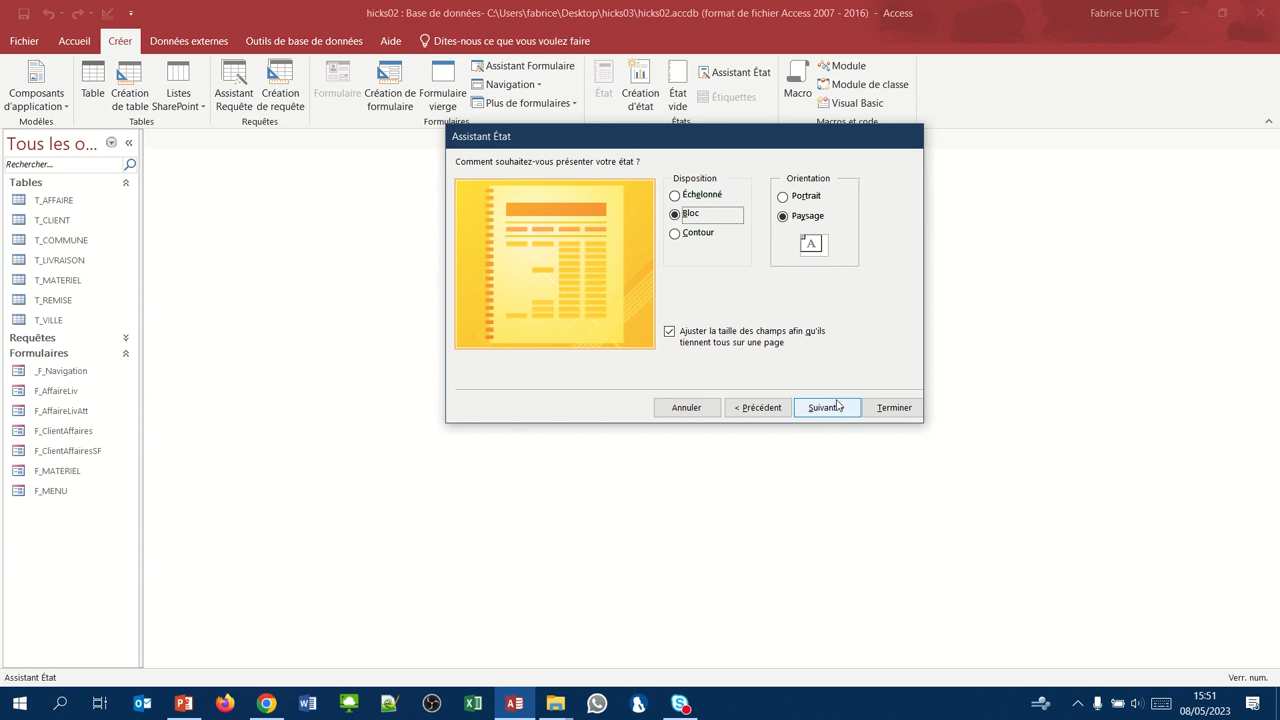 hicks02 : Base de données- C:\Users\fabrice\Desktop\hicks03\hicks02.accdb (format de fichier Access 2007 - 2016) - Access
Fabrice LHOTTE
Fichier
Accueil
Créer
Données externes
Outils de base de données
Aide
Dites-nous ce que vous voulez faire
Composants
d'application
Modèles
Table
Création
de table
Listes
SharePoint
Tables
Assistant
Requête
Création
de requête
Requêtes
Formulaire
Création de
formulaire
Formulaire
vierge
Assistant Formulaire
Navigation
Plus de formulaires
Formulaires
État
Création
d'état
État
vide
Assistant État
Étiquettes
États
Macro
Module
Module de classe
Visual Basic
Macros et code
Tous les o...
Rechercher...
Tables
T_AFFAIRE
T_CLIENT
T_COMMUNE
T_LIVRAISON
T_MATERIEL
T_REMISE
T_VILLE
Requêtes
Formulaires
_F_Navigation
F_AffaireLiv
F_AffaireLivAtt
F_ClientAffaires
F_ClientAffairesSF
F_MATERIEL
F_MENU
Assistant État
Comment souhaitez-vous présenter votre état ?
Disposition
Échelonné
Bloc
Contour
Orientation
Portrait
Paysage
A
Ajuster la taille des champs afin qu'ils
tiennent tous sur une page
Annuler
< Précédent
Suivant >
Terminer
Assistant État
Verr. num.
15:51
08/05/2023